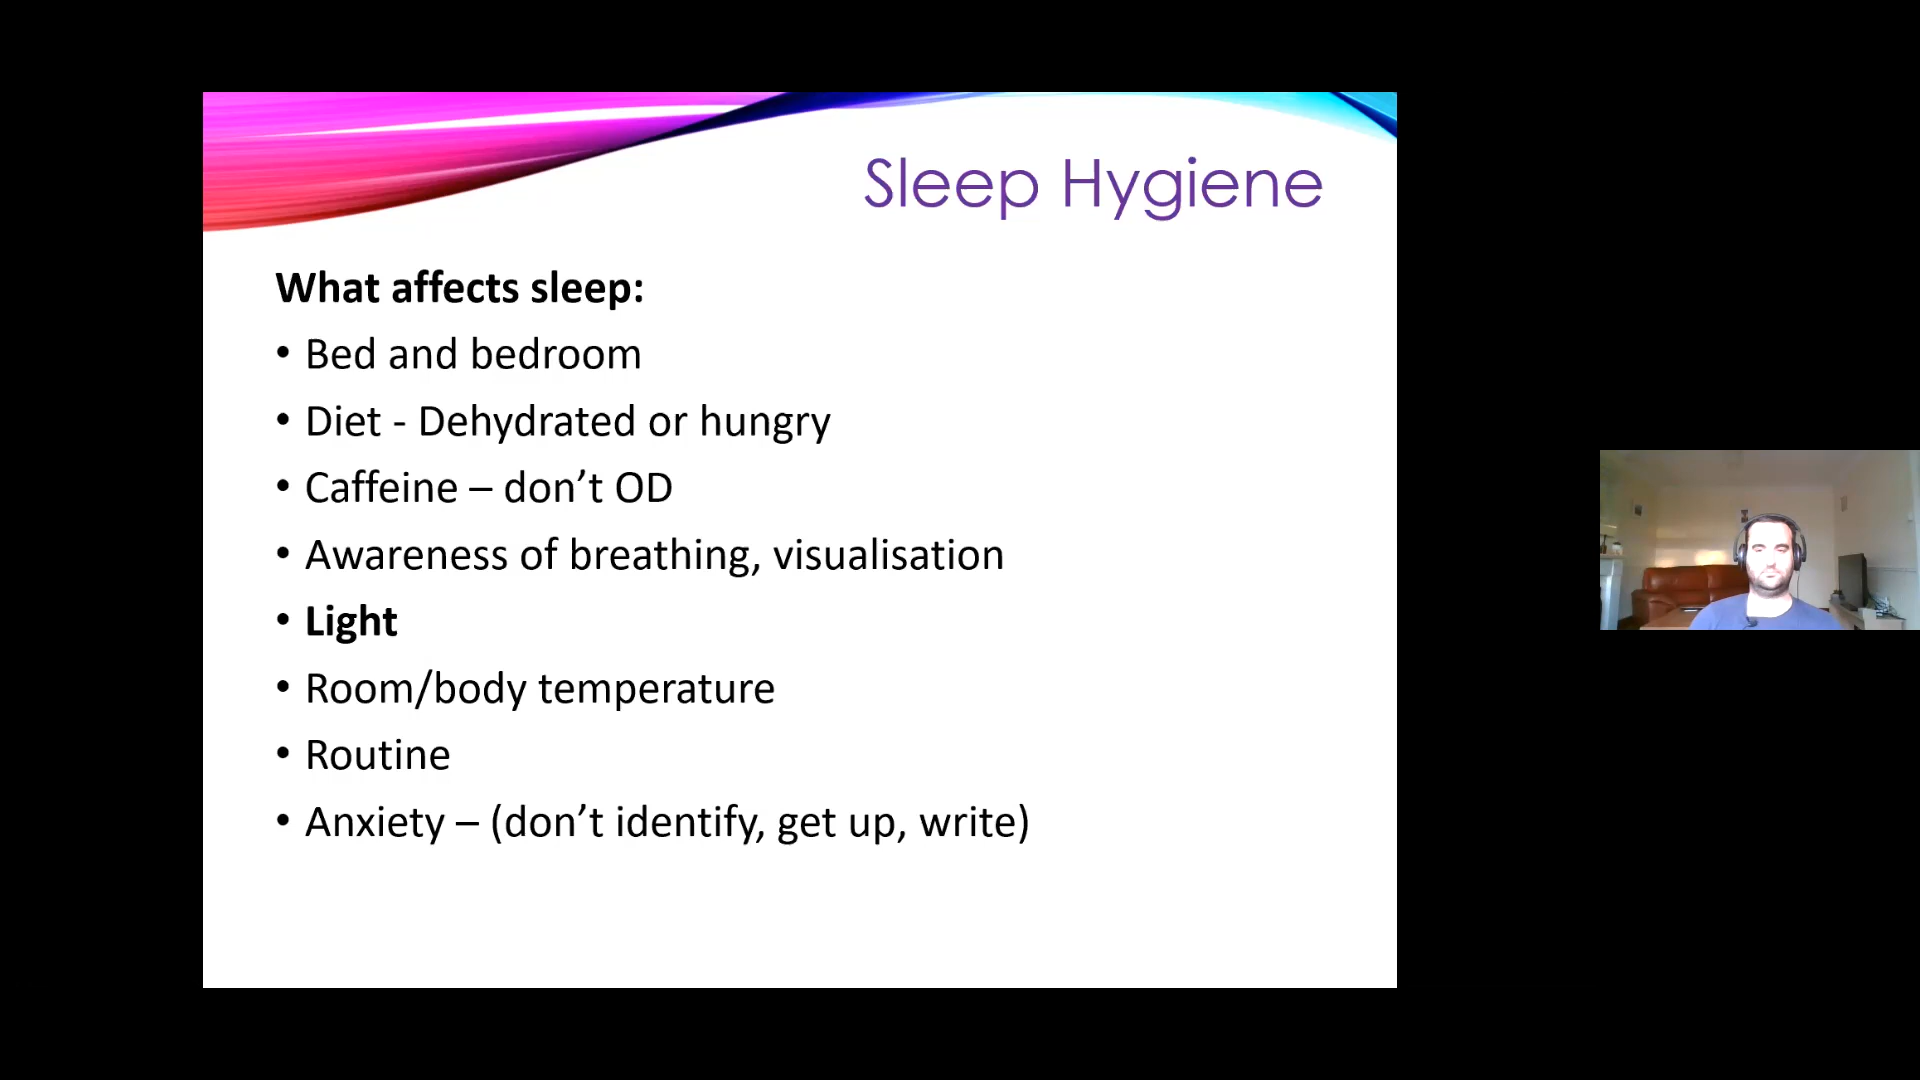 Sleep Hygiene
What affects sleep:
• Bed and bedroom
• Diet - Dehydrated or hungry
• Caffeine – don’t OD
• Awareness of breathing, visualisation
• Light
• Room/body temperature
• Routine
• Anxiety – (don’t identify, get up, write)